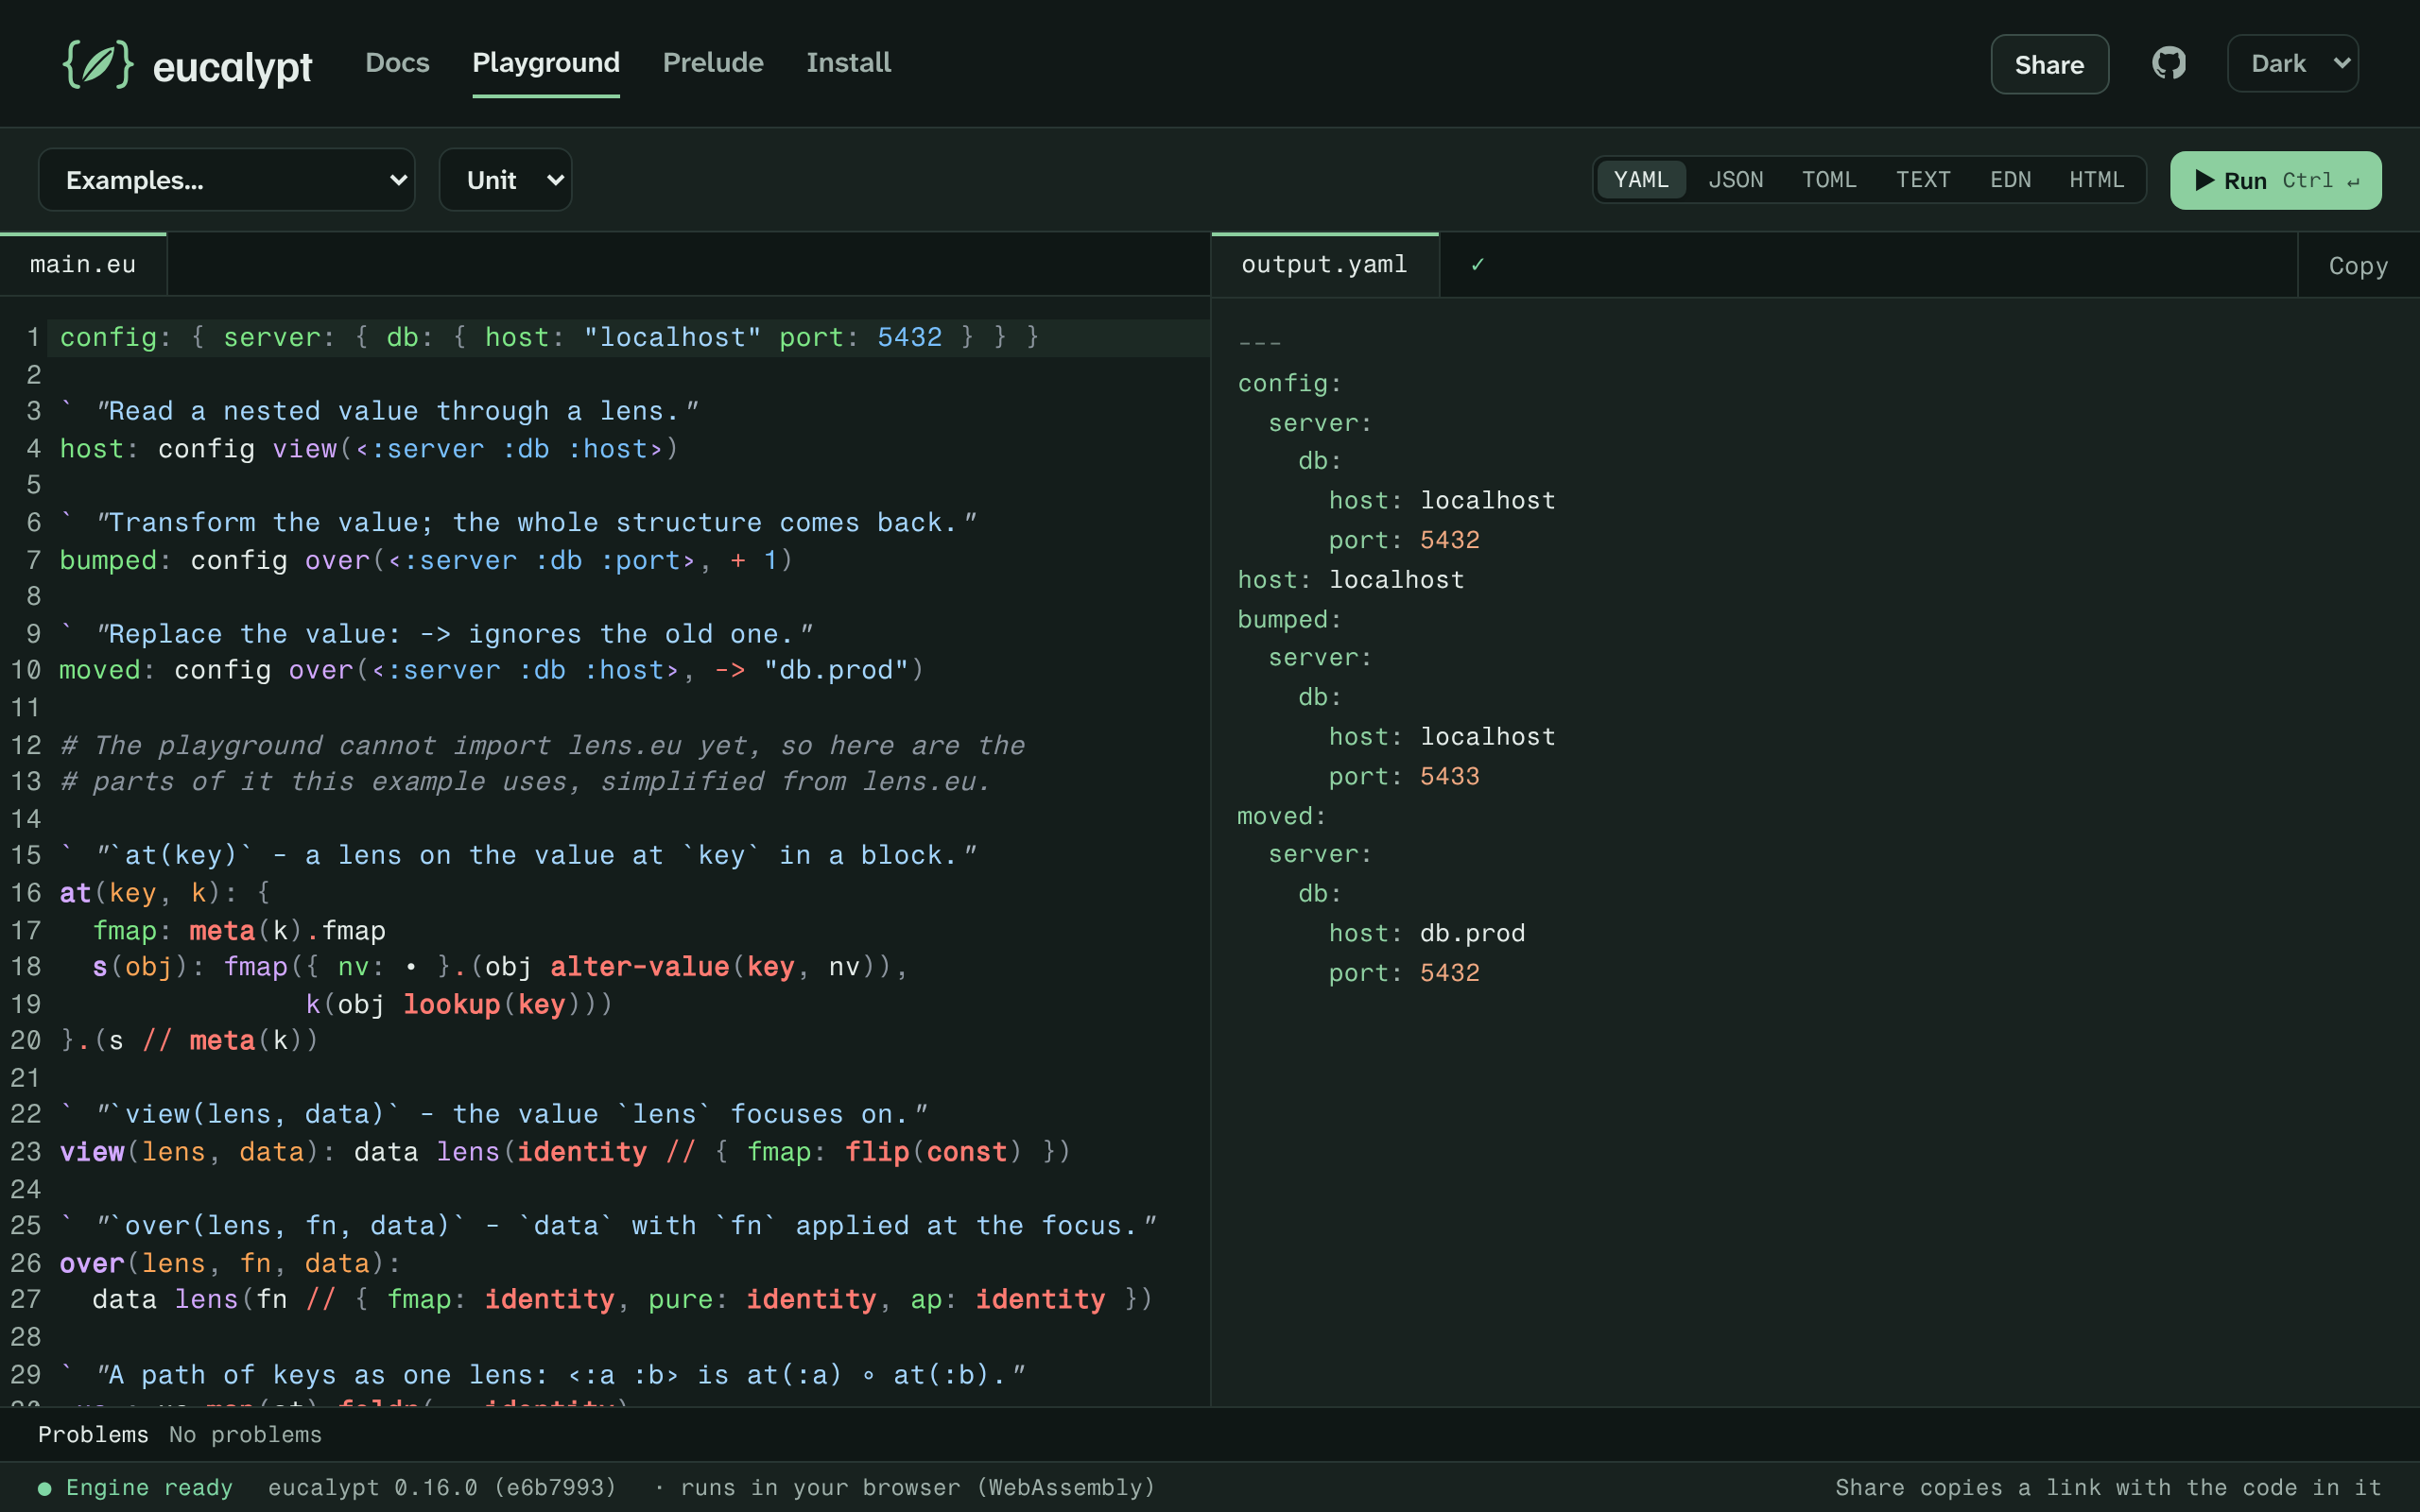 eucalypt Docs Playground Prelude Install Share Dark
Examples... Unit YAML JSON TOML TEXT EDN HTML Run Ctrl ↵
main.eu
1 config: { server: { db: { host: "localhost" port: 5432 } } }
2
3 ` "Read a nested value through a lens."
4 host: config view(‹:server :db :host›)
5
6 ` "Transform the value; the whole structure comes back."
7 bumped: config over(‹:server :db :port›, + 1)
8
9 ` "Replace the value: -> ignores the old one."
10 moved: config over(‹:server :db :host›, -> "db.prod")
11
12 # The playground cannot import lens.eu yet, so here are the
13 # parts of it this example uses, simplified from lens.eu.
14
15 ` "`at(key)` - a lens on the value at `key` in a block."
16 at(key, k): {
17   fmap: meta(k).fmap
18   s(obj): fmap({ nv: • }.(obj alter-value(key, nv)),
19                k(obj lookup(key)))
20 }.(s // meta(k))
21
22 ` "`view(lens, data)` - the value `lens` focuses on."
23 view(lens, data): data lens(identity // { fmap: flip(const) })
24
25 ` "`over(lens, fn, data)` - `data` with `fn` applied at the focus."
26 over(lens, fn, data):
27   data lens(fn // { fmap: identity, pure: identity, ap: identity })
28
29 ` "A path of keys as one lens: ‹:a :b› is at(:a) ∘ at(:b)."
output.yaml ✓ Copy
---
config:
  server:
    db:
      host: localhost
      port: 5432
host: localhost
bumped:
  server:
    db:
      host: localhost
      port: 5433
moved:
  server:
    db:
      host: db.prod
      port: 5432
Problems No problems
Engine ready eucalypt 0.16.0 (e6b7993) · runs in your browser (WebAssembly) Share copies a link with the code in it